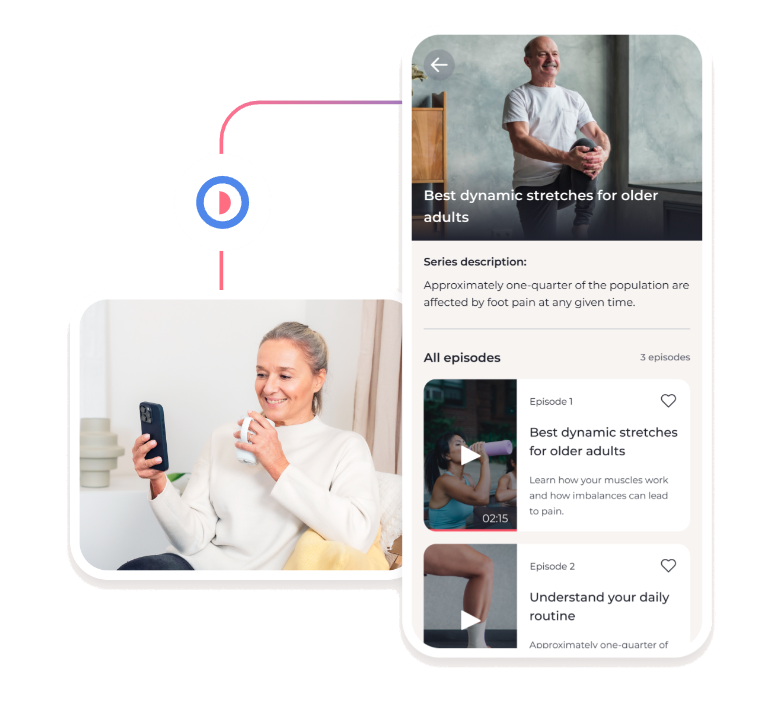 Best dynamic stretches for older
adults
Series description:
Approximately one-quarter of the population are
affected by foot pain at any given time.
All episodes
3 episodes
Episode 1
Best dynamic stretches
for older adults
Learn how your muscles work
and how imbalances can lead
to pain.
02:15
Episode 2
Understand your daily
routine
Approximately one-quarter of